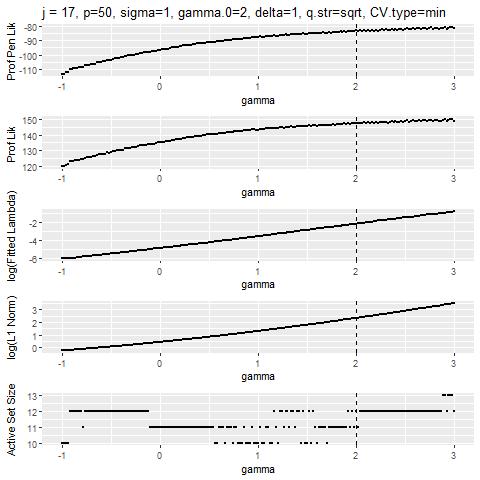 j = 17, p=50, sigma=1, gamma.0=2, delta=1, q.str=sqrt, CV.type=min
Prof Pen Lik
-80
-90
-100
-110
-1 0 1 2 3
gamma
Prof Lik
150
140
130
120
-1 0 1 2 3
gamma
log(Fitted Lambda)
-2
-4
-6
-1 0 1 2 3
gamma
log(L1 Norm)
3
2
1
0
-1 0 1 2 3
gamma
Active Set Size
13
12
11
10
-1 0 1 2 3
gamma